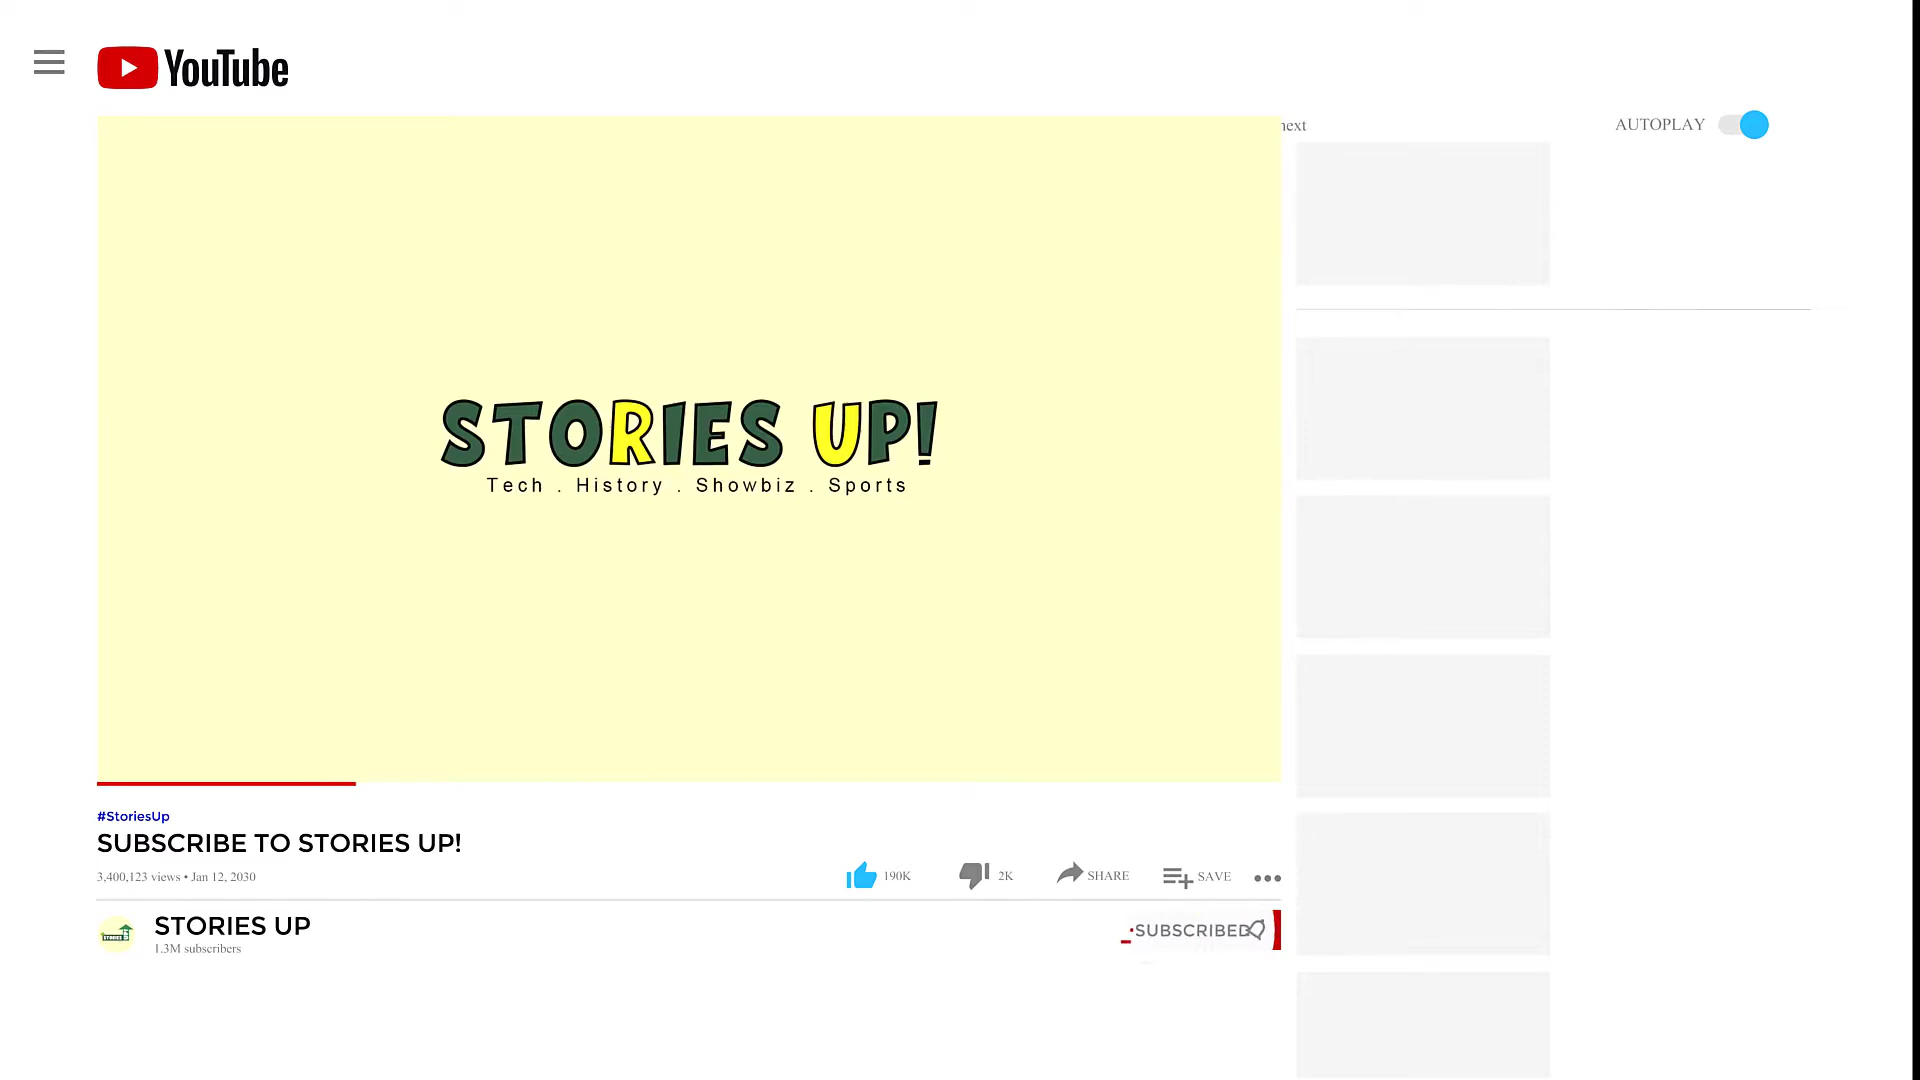 YouTube
next
AUTOPLAY
STORIES UP!
Tech . History . Showbiz . Sports
#StoriesUp
SUBSCRIBE TO STORIES UP!
3,400,123 views • Jan 12, 2030
190K
2K
SHARE
SAVE
STORIES UP
1.3M subscribers
SUBSCRIBED